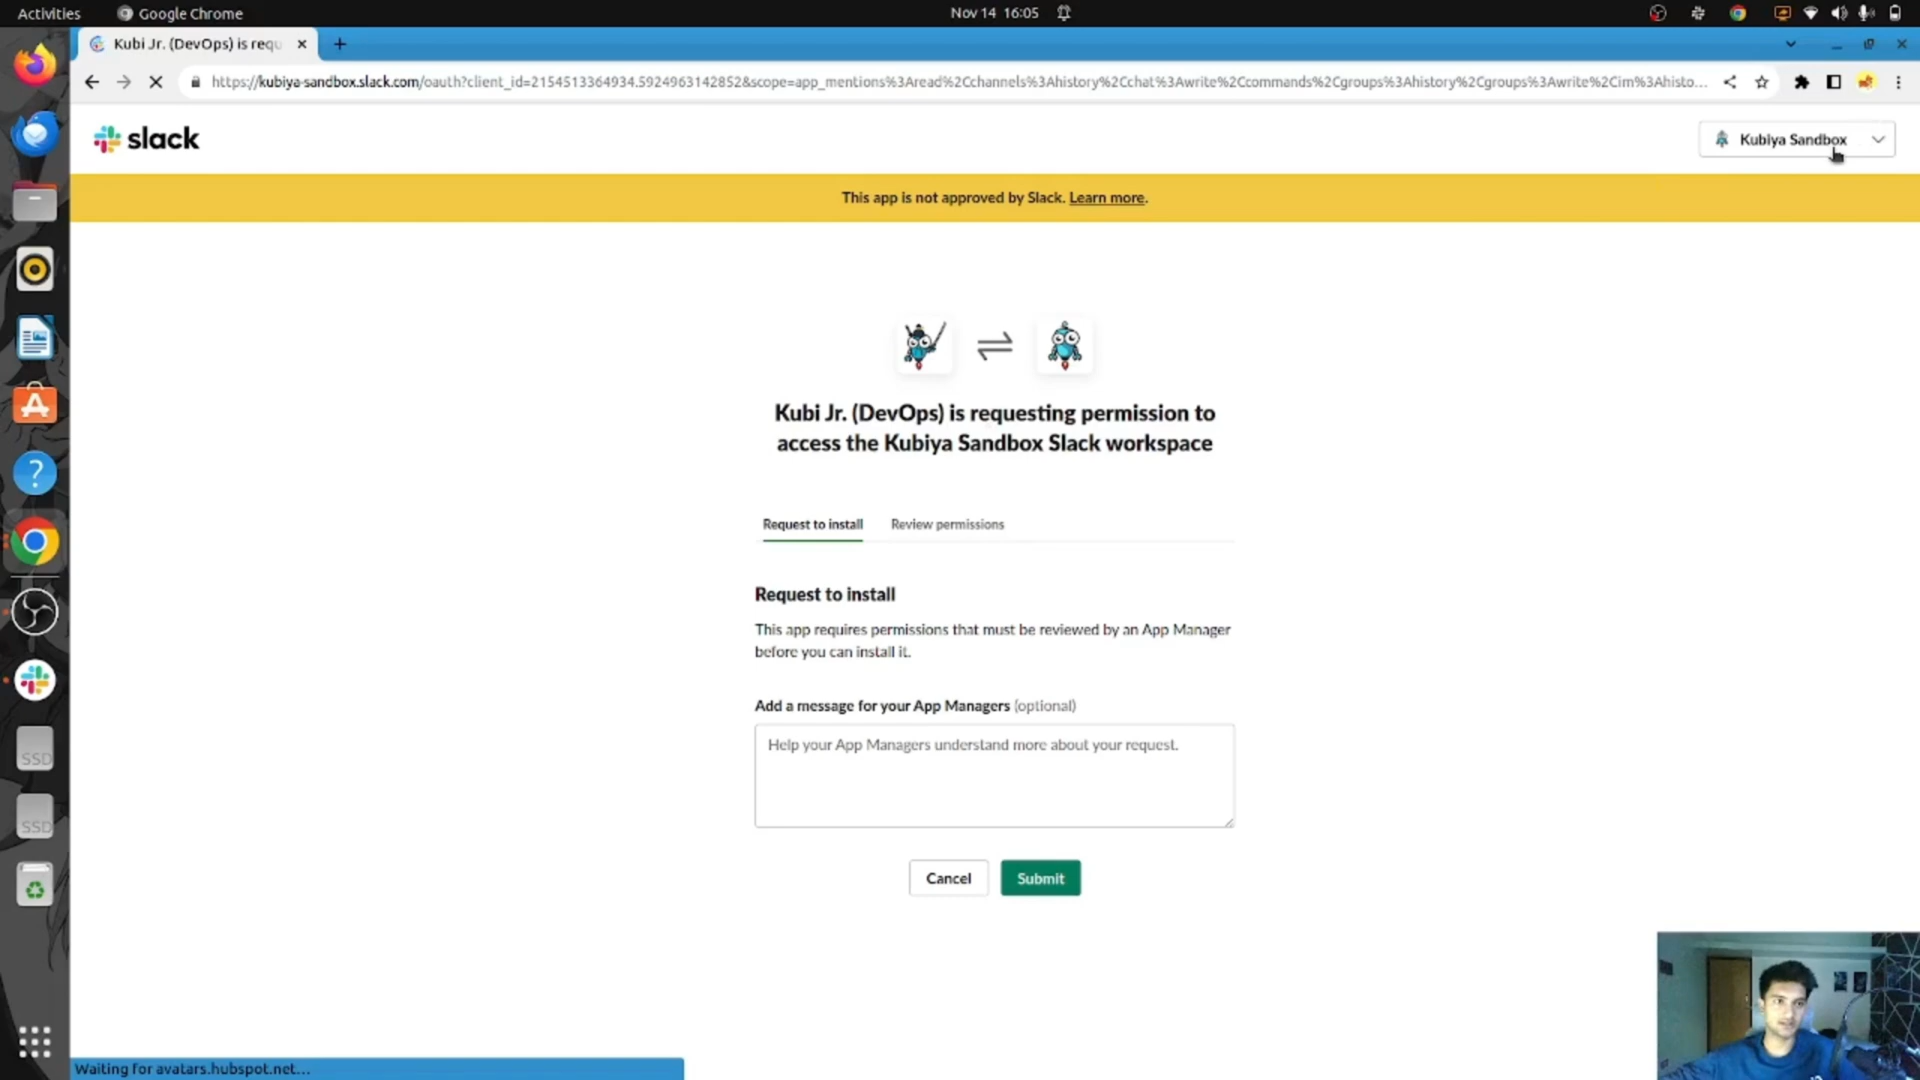 Activities
Google Chrome
Nov 14 16:05
Kubi Jr. (DevOps) is requ
https://kubiya-sandbox.slack.com/oauth?client_id=2154513364934.5924963142852&scope=app_mentions%3Aread%2Cchannels%3Ahistory%2Cchat%3Awrite%2Ccommands%2Cgroups%3Ahistory%2Cgroups%3Awrite%2Cim%3Ahisto...
slack
Kubiya Sandbox
This app is not approved by Slack. Learn more.
Kubi Jr. (DevOps) is requesting permission to
access the Kubiya Sandbox Slack workspace
Request to install
Review permissions
Request to install
This app requires permissions that must be reviewed by an App Manager
before you can install it.
Add a message for your App Managers (optional)
Help your App Managers understand more about your request.
Cancel
Submit
SSD
SSD
Waiting for avatars.hubspot.net...